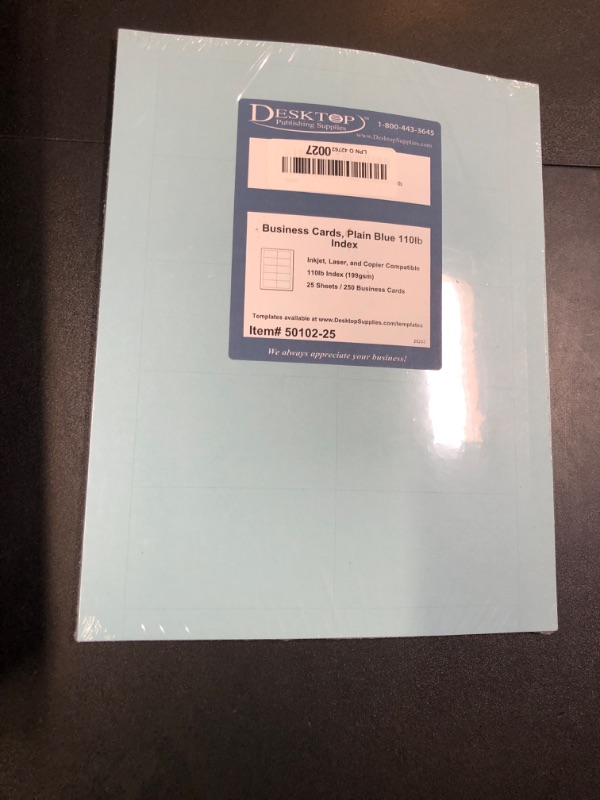 DESKTOP™
Publishing Supplies
1-800-443-3645
www.DesktopSupplies.com
LPN O 42762 0027
Business Cards, Plain Blue 110lb
Index
Inkjet, Laser, and Copier Compatible
110lb Index (199gsm)
25 Sheets / 250 Business Cards
Templates available at www.DesktopSupplies.com/templates
Item# 50102-25
We always appreciate your business!